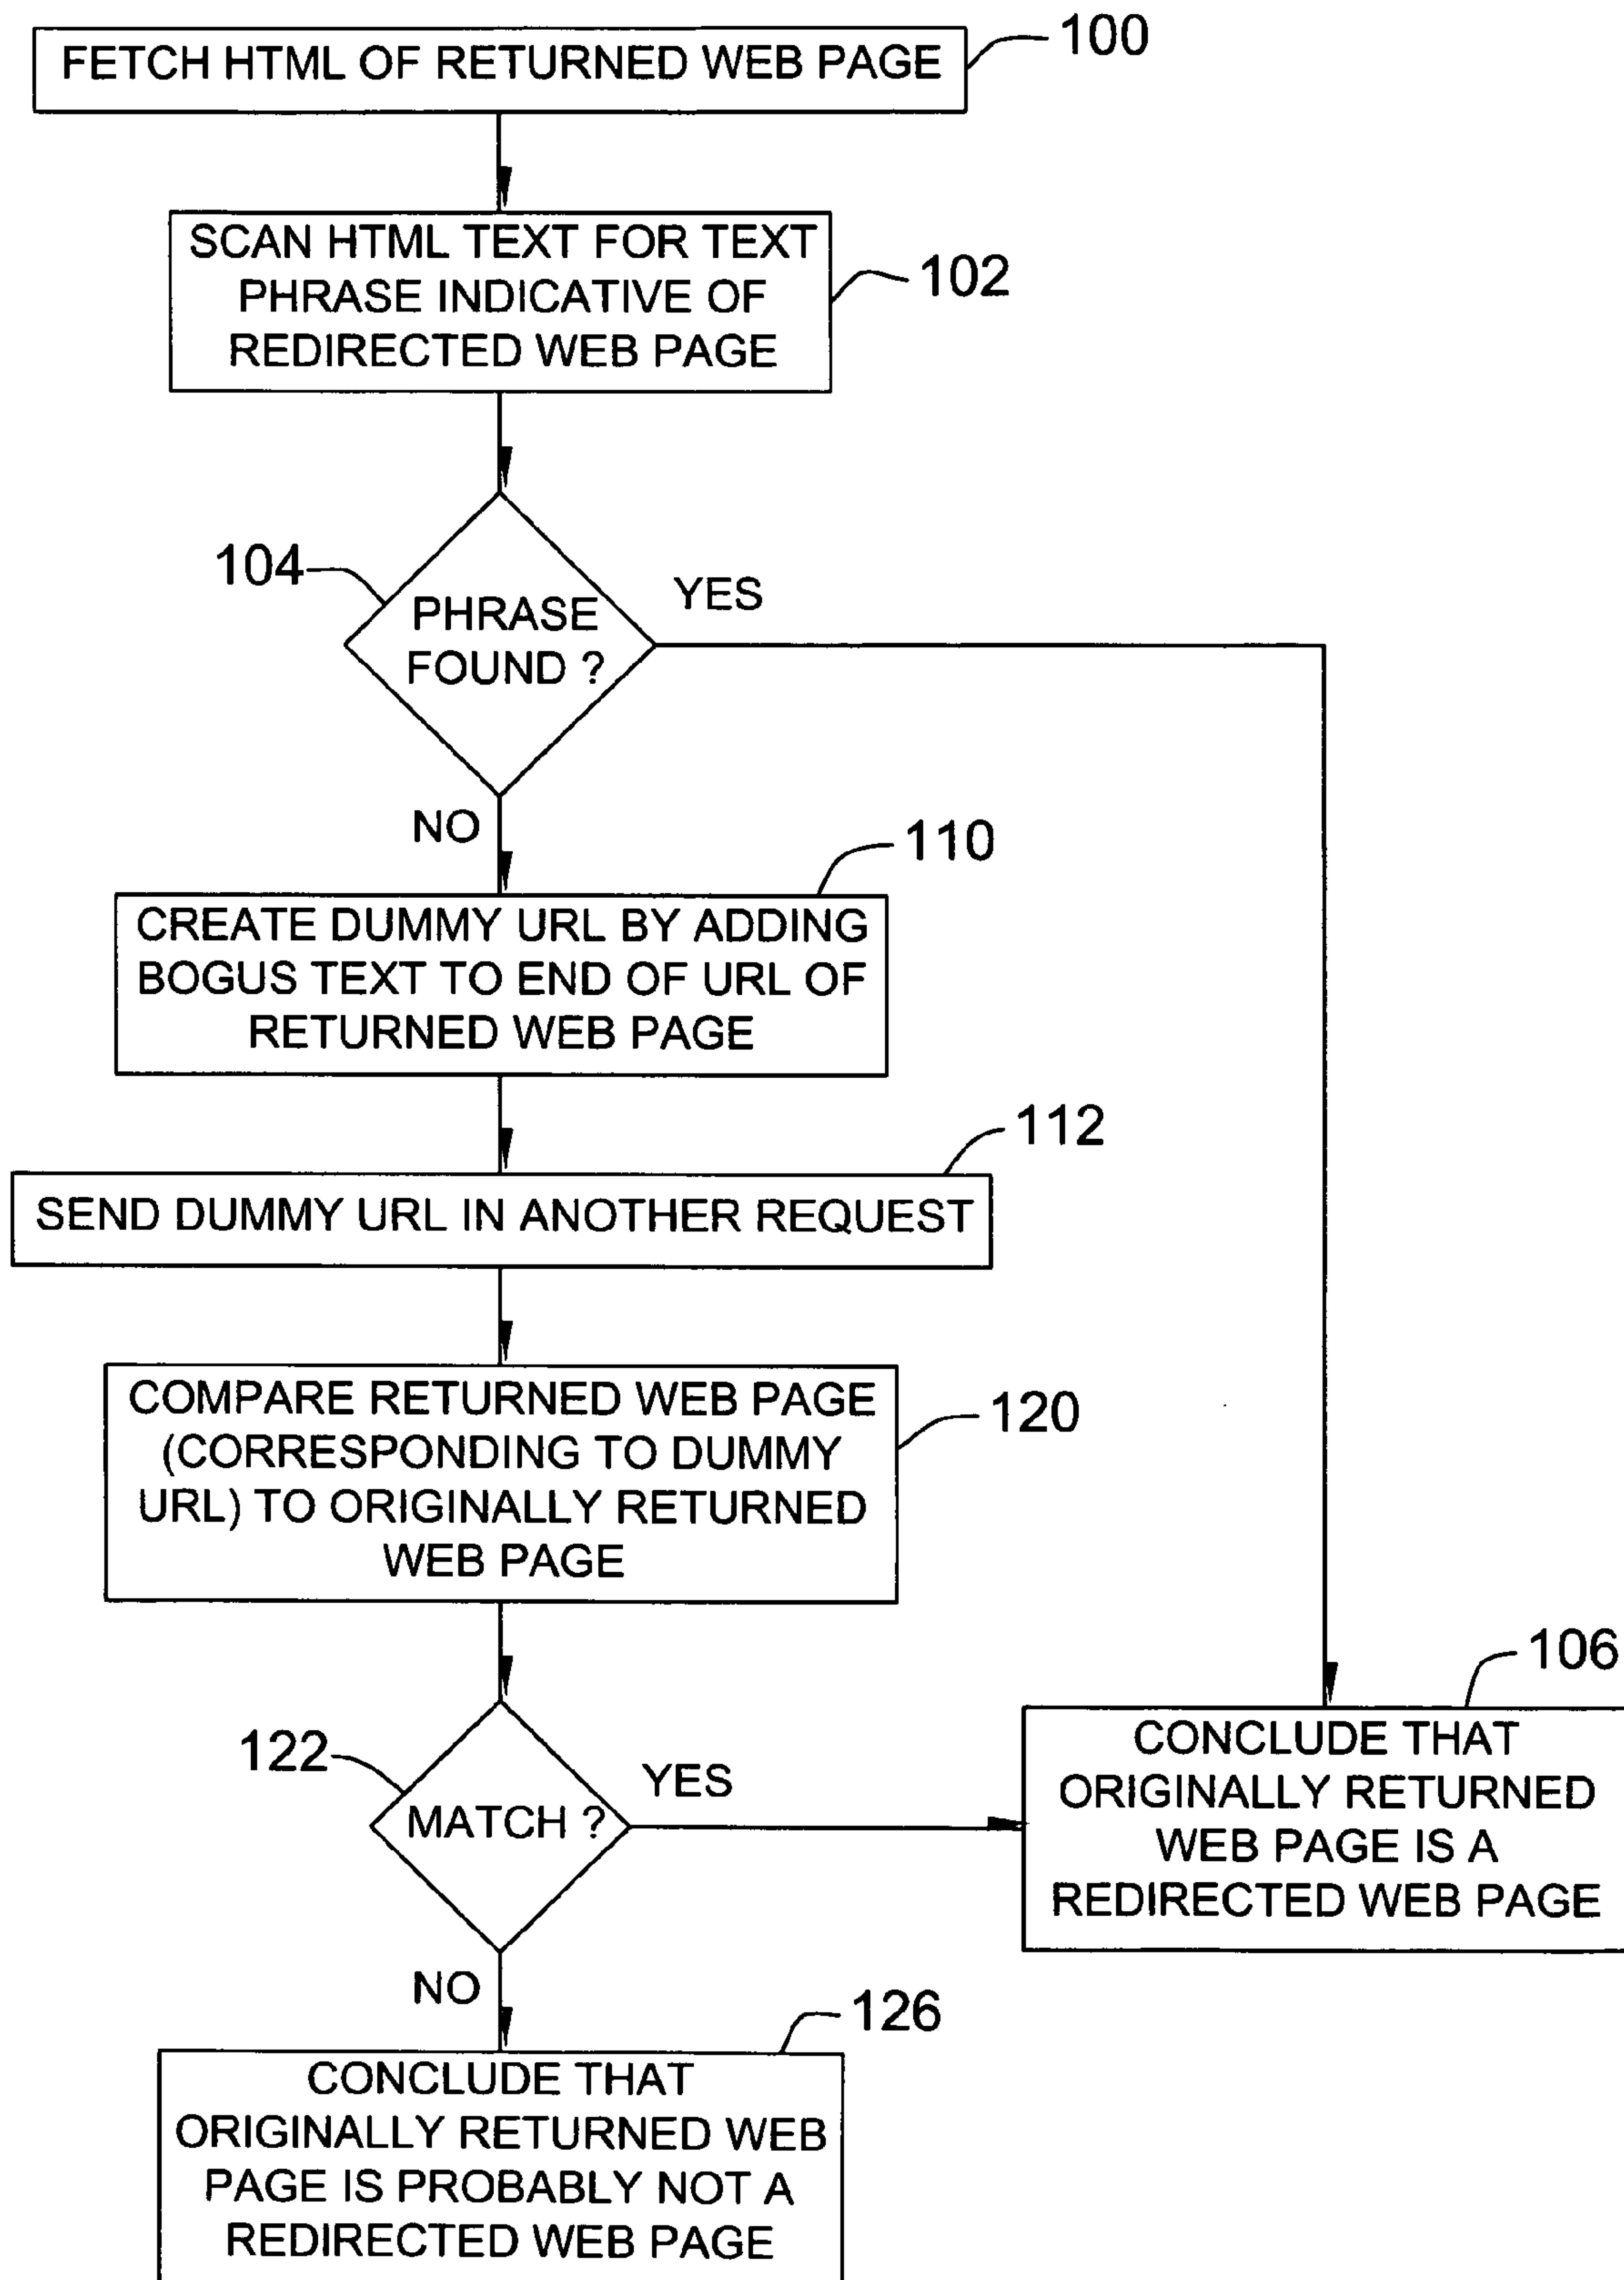 FETCH HTML OF RETURNED WEB PAGE
100
SCAN HTML TEXT FOR TEXT
PHRASE INDICATIVE OF
REDIRECTED WEB PAGE
102
104
PHRASE
FOUND ?
YES
NO
110
CREATE DUMMY URL BY ADDING
BOGUS TEXT TO END OF URL OF
RETURNED WEB PAGE
112
SEND DUMMY URL IN ANOTHER REQUEST
COMPARE RETURNED WEB PAGE
(CORRESPONDING TO DUMMY
URL) TO ORIGINALLY RETURNED
WEB PAGE
120
122
MATCH ?
YES
106
CONCLUDE THAT
ORIGINALLY RETURNED
WEB PAGE IS A
REDIRECTED WEB PAGE
NO
126
CONCLUDE THAT
ORIGINALLY RETURNED WEB
PAGE IS PROBABLY NOT A
REDIRECTED WEB PAGE